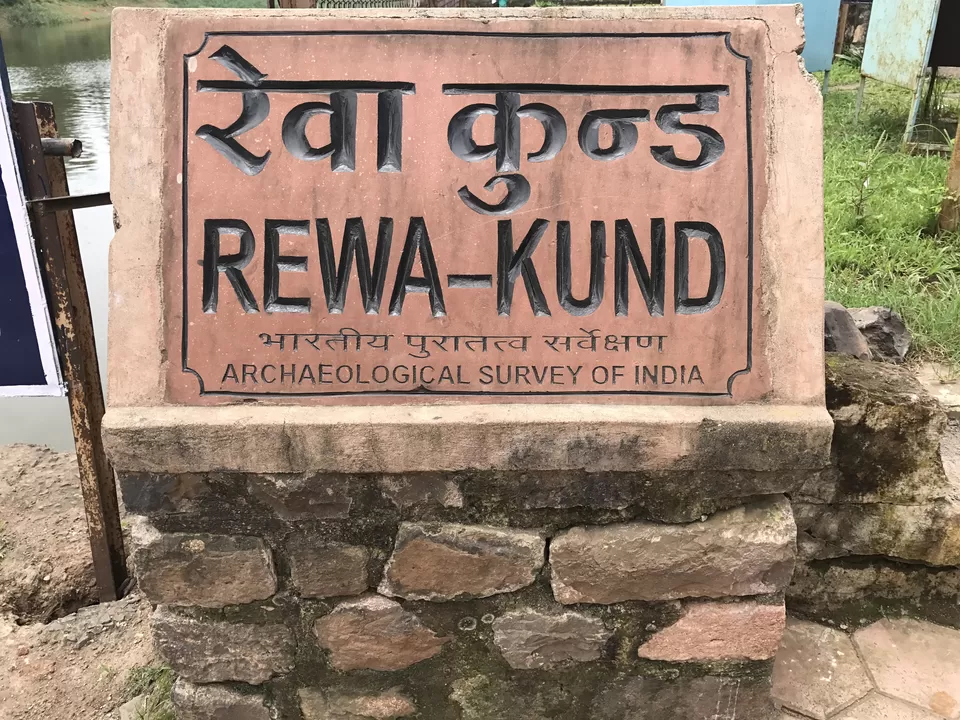 रेवा कुन्ड
REWA-KUND
भारतीय पुरातत्व सर्वेक्षण
ARCHAEOLOGICAL SURVEY OF INDIA